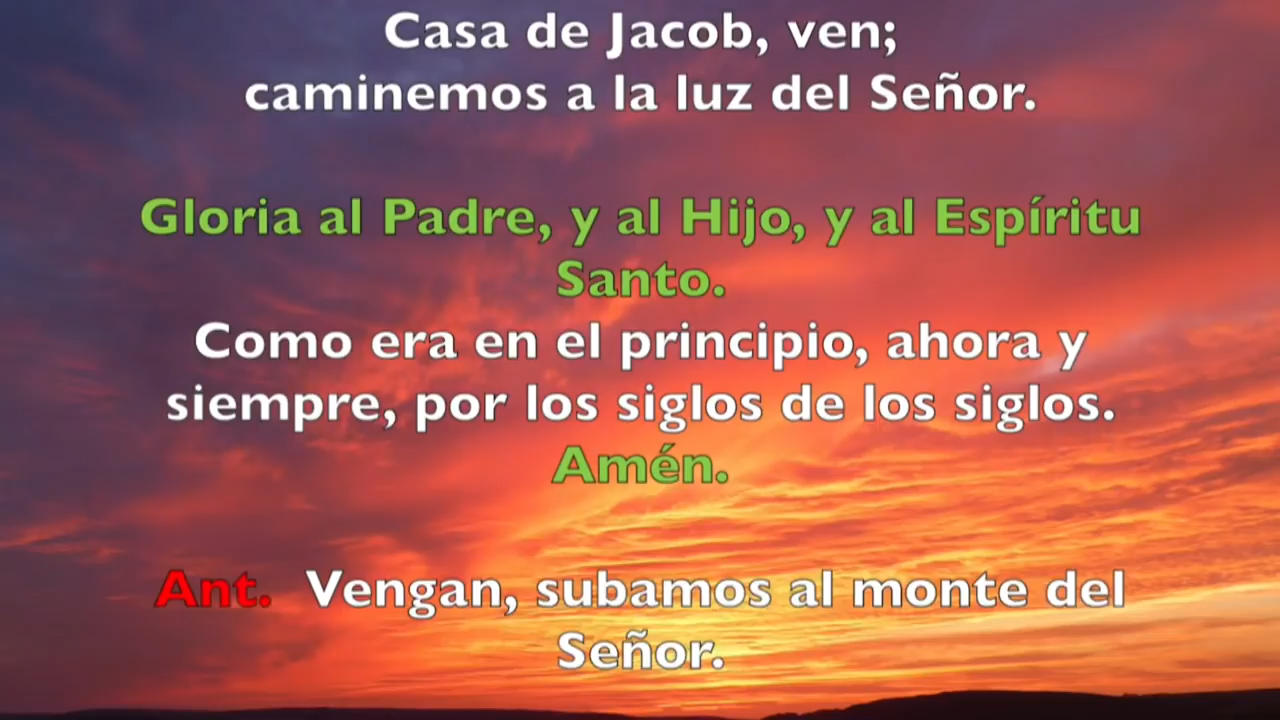 Casa de Jacob, ven;
caminemos a la luz del Señor.
Gloria al Padre, y al Hijo, y al Espíritu
Santo.
Como era en el principio, ahora y
siempre, por los siglos de los siglos.
Amén.
Ant. Vengan, subamos al monte del
Señor.